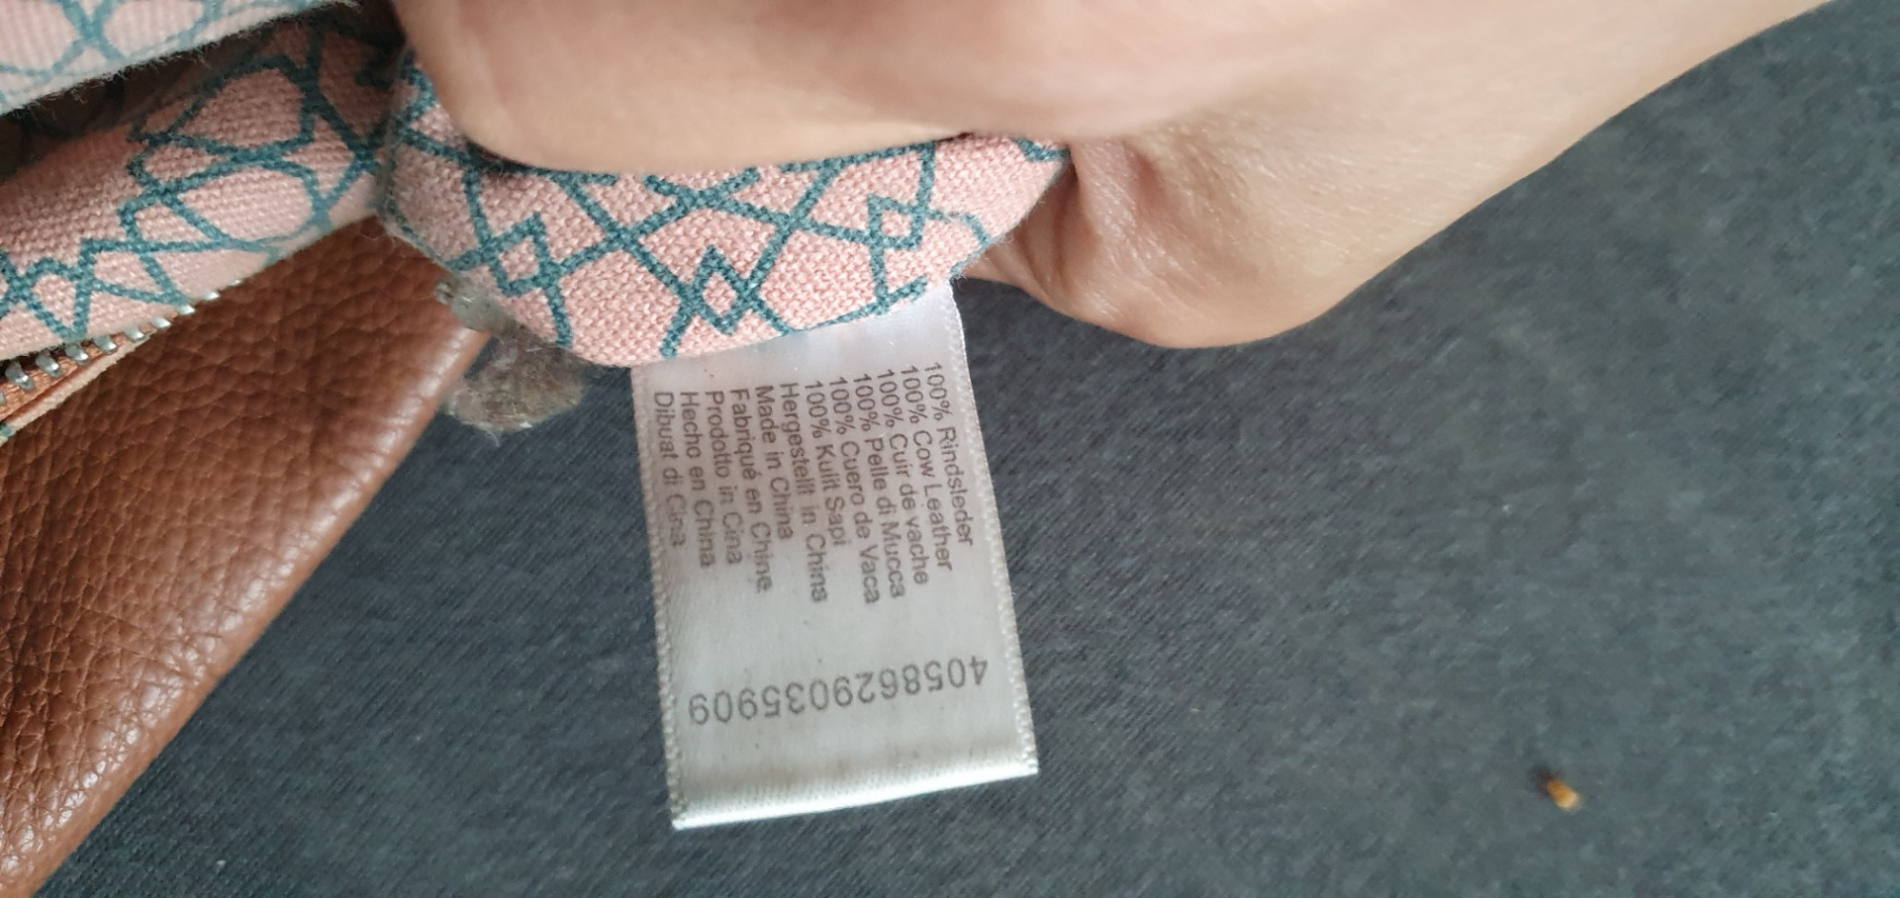 100% Rindsleder
100% Cow Leather
100% Cuir de vache
100% Pelle di Mucca
100% Cuero de Vaca
100% Kulit Sapi
Hergestellt in China
Made in China
Fabriqué en Chine
Prodotto in Cina
Hecho en China
Dibuat di Cina
4058629035909